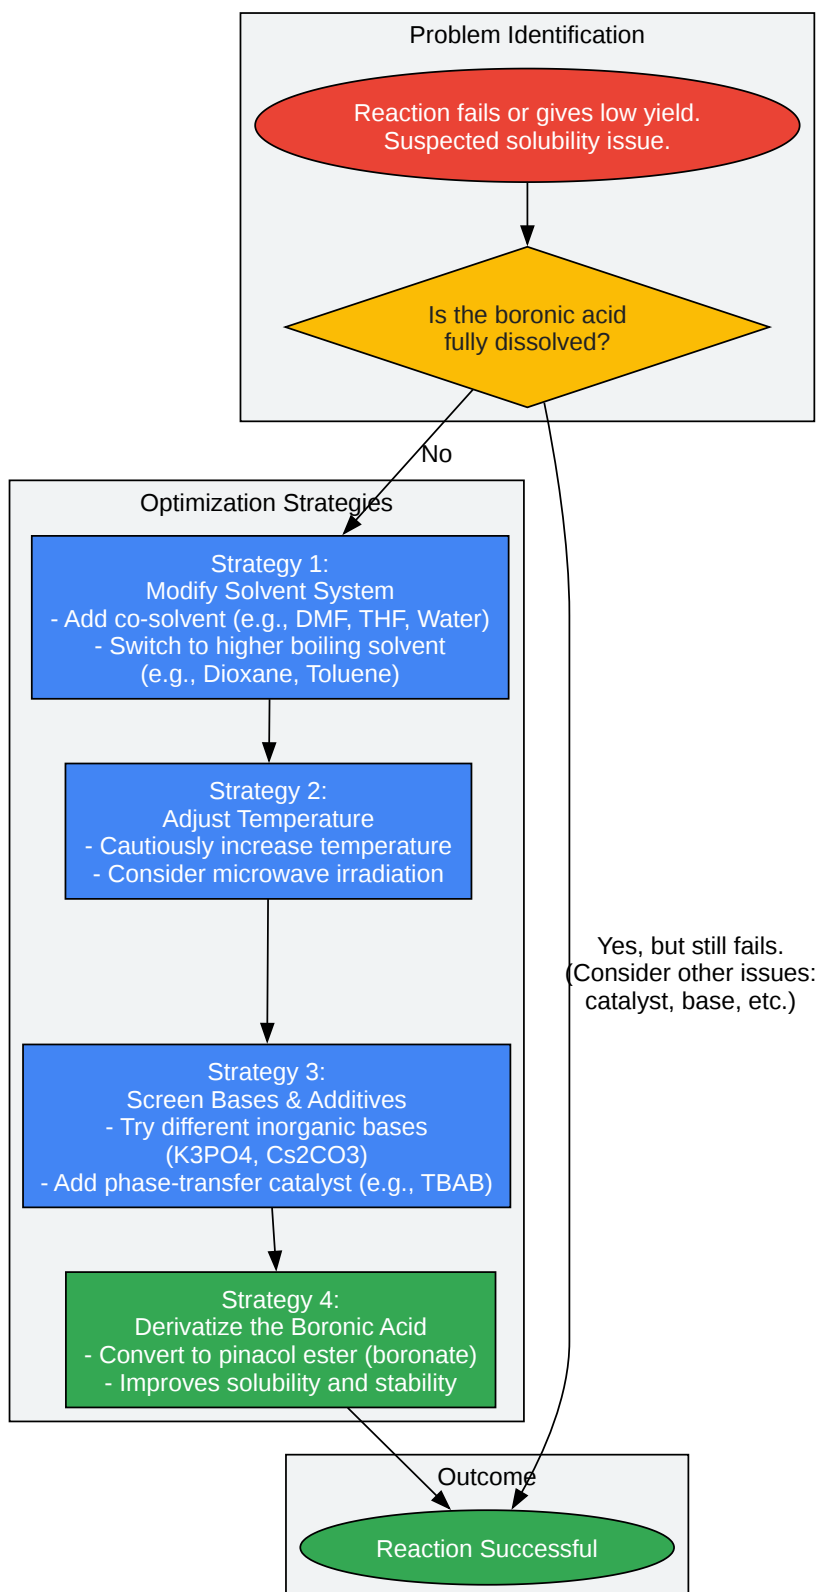 Problem Identification
Reaction fails or gives low yield.
Suspected solubility issue.
Is the boronic acid
fully dissolved?
No
Optimization Strategies
Strategy 1:
Modify Solvent System
- Add co-solvent (e.g., DMF, THF, Water)
- Switch to higher boiling solvent
(e.g., Dioxane, Toluene)
Strategy 2:
Adjust Temperature
- Cautiously increase temperature
- Consider microwave irradiation
Yes, but still fails.
(Consider other issues:
catalyst, base, etc.)
Strategy 3:
Screen Bases & Additives
- Try different inorganic bases
(K3PO4, Cs2CO3)
- Add phase-transfer catalyst (e.g., TBAB)
Strategy 4:
Derivatize the Boronic Acid
- Convert to pinacol ester (boronate)
- Improves solubility and stability
Outcome
Reaction Successful